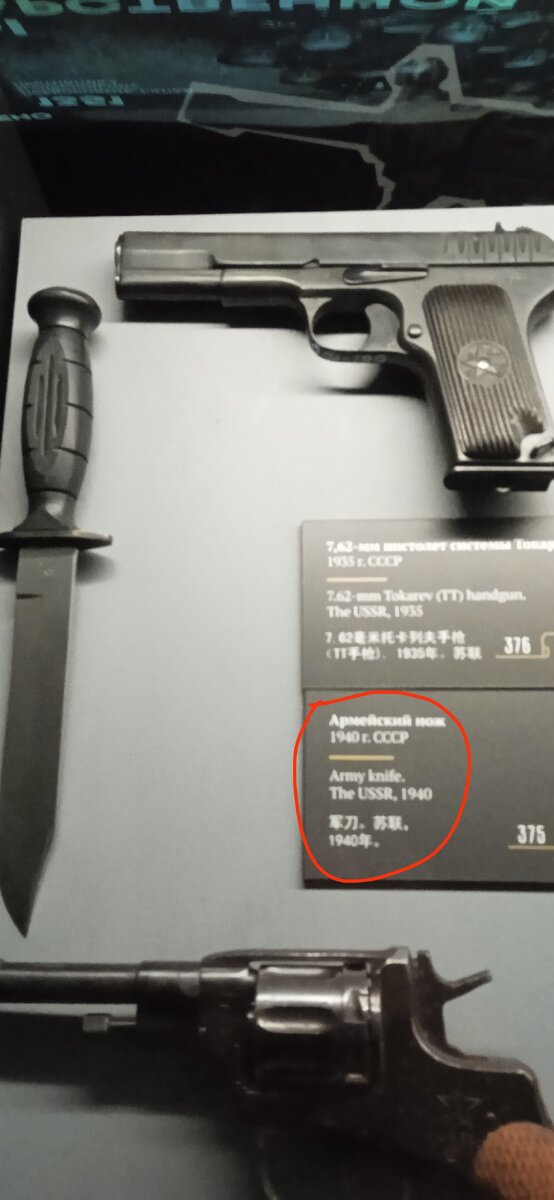 7,62-мм пистолет системы
1935 г. СССР
7.62-mm Tokarev (TT) handgun.
The USSR, 1935
7.62毫米托卡列夫手枪
(TT手枪). 1935年. 苏联
376
Армейский нож
1940 г. СССР
Army knife.
The USSR, 1940
军刀. 苏联,
1940年.
375